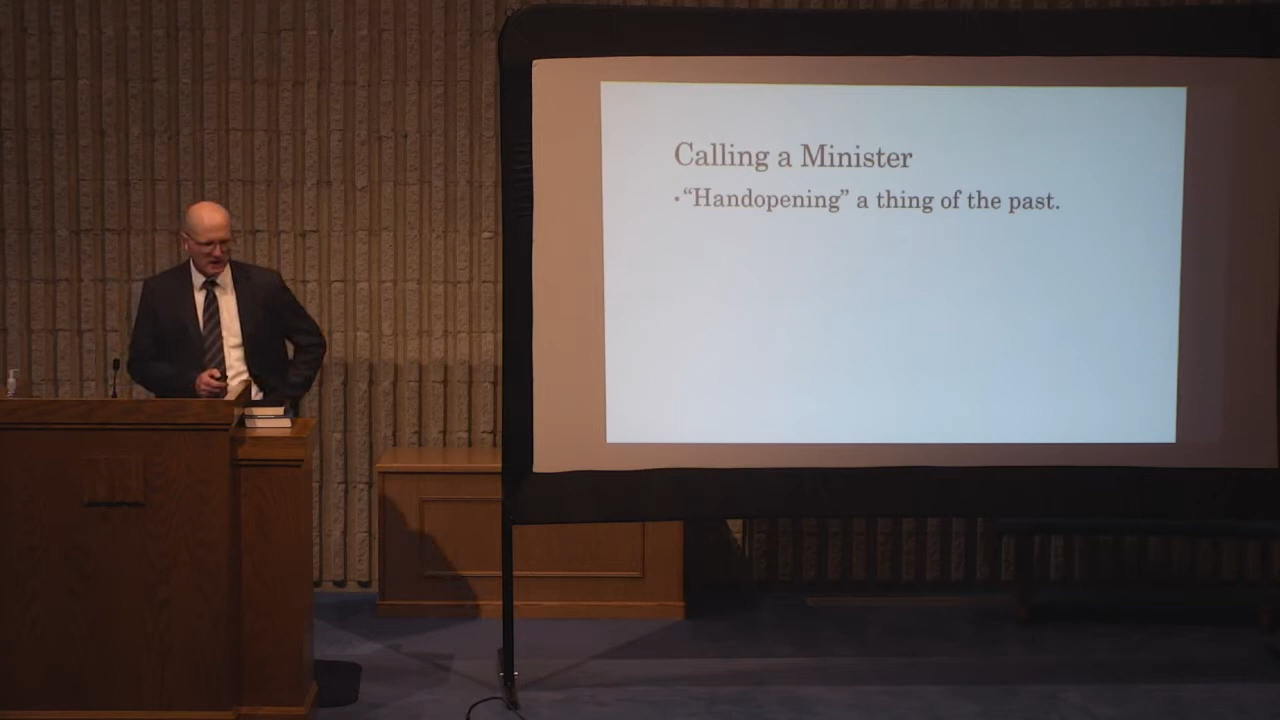 Calling a Minister
• “Handopening” a thing of the past.